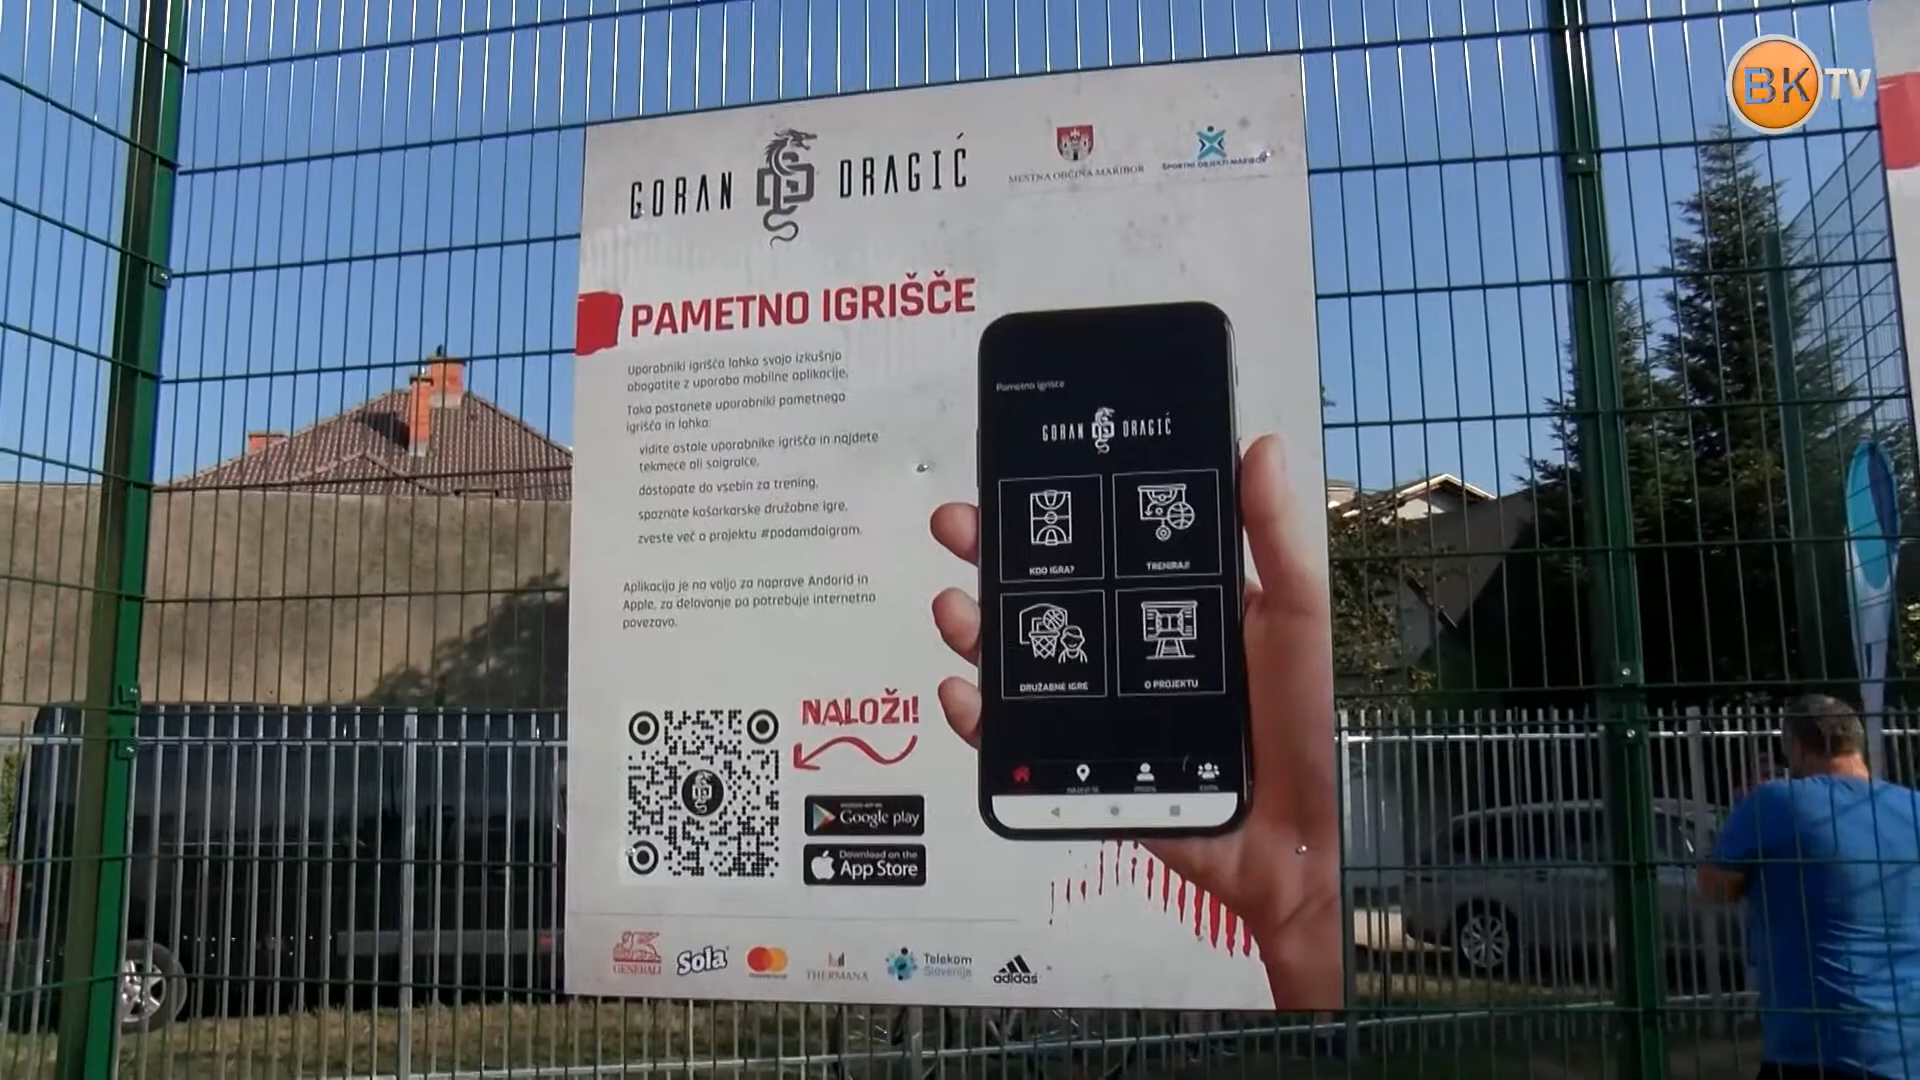 BK TV
GORAN GD DRAGIĆ
MESTNA OBČINA MARIBOR
ŠPORTNI OBJEKTI MARIBOR
PAMETNO IGRIŠČE
Uporabniki igrišča lahko svojo izkušnjo
obogatite z uporabo mobilne aplikacije.
Tako postanete uporabniki pametnega
igrišča in lahko:
vidite ostale uporabnike igrišča in najdete
tekmece ali soigralce,
dostopate do vsebin za trening,
spoznate košarkarske družabne igre,
zveste več o projektu #podamdaigram.
Aplikacija je na voljo za naprave Andorid in
Apple, za delovanje pa potrebuje internetno
povezavo.
NALOŽI!
Google play
Download on the
App Store
Pametno igrišče
GORAN GD DRAGIĆ
KDO IGRA?
TRENIRAJ!
DRUŽABNE IGRE
O PROJEKTU
GENERALI
Sola
mastercard
THERMANA
Telekom
Slovenije
adidas